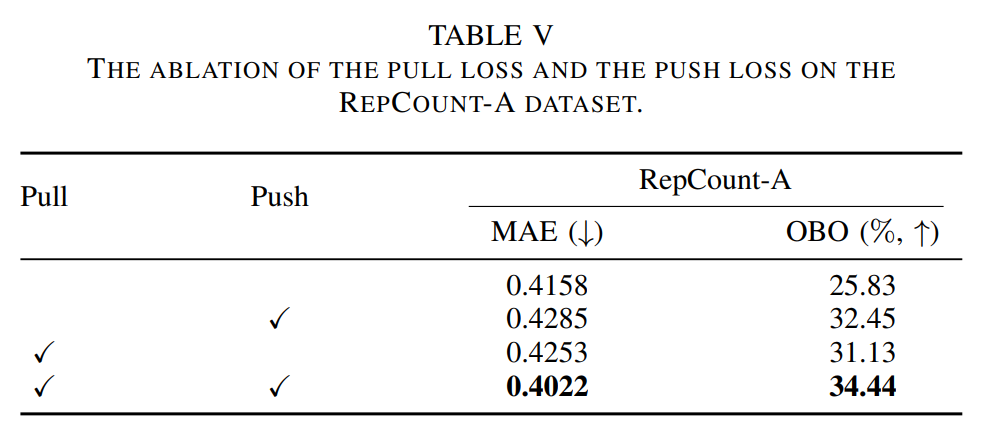 TABLE V
THE ABLATION OF THE PULL LOSS AND THE PUSH LOSS ON THE
REPCOUNT-A DATASET.
Pull Push RepCount-A
MAE (↓) OBO (%, ↑)
0.4158 25.83
✓ 0.4285 32.45
✓ 0.4253 31.13
✓ ✓ 0.4022 34.44